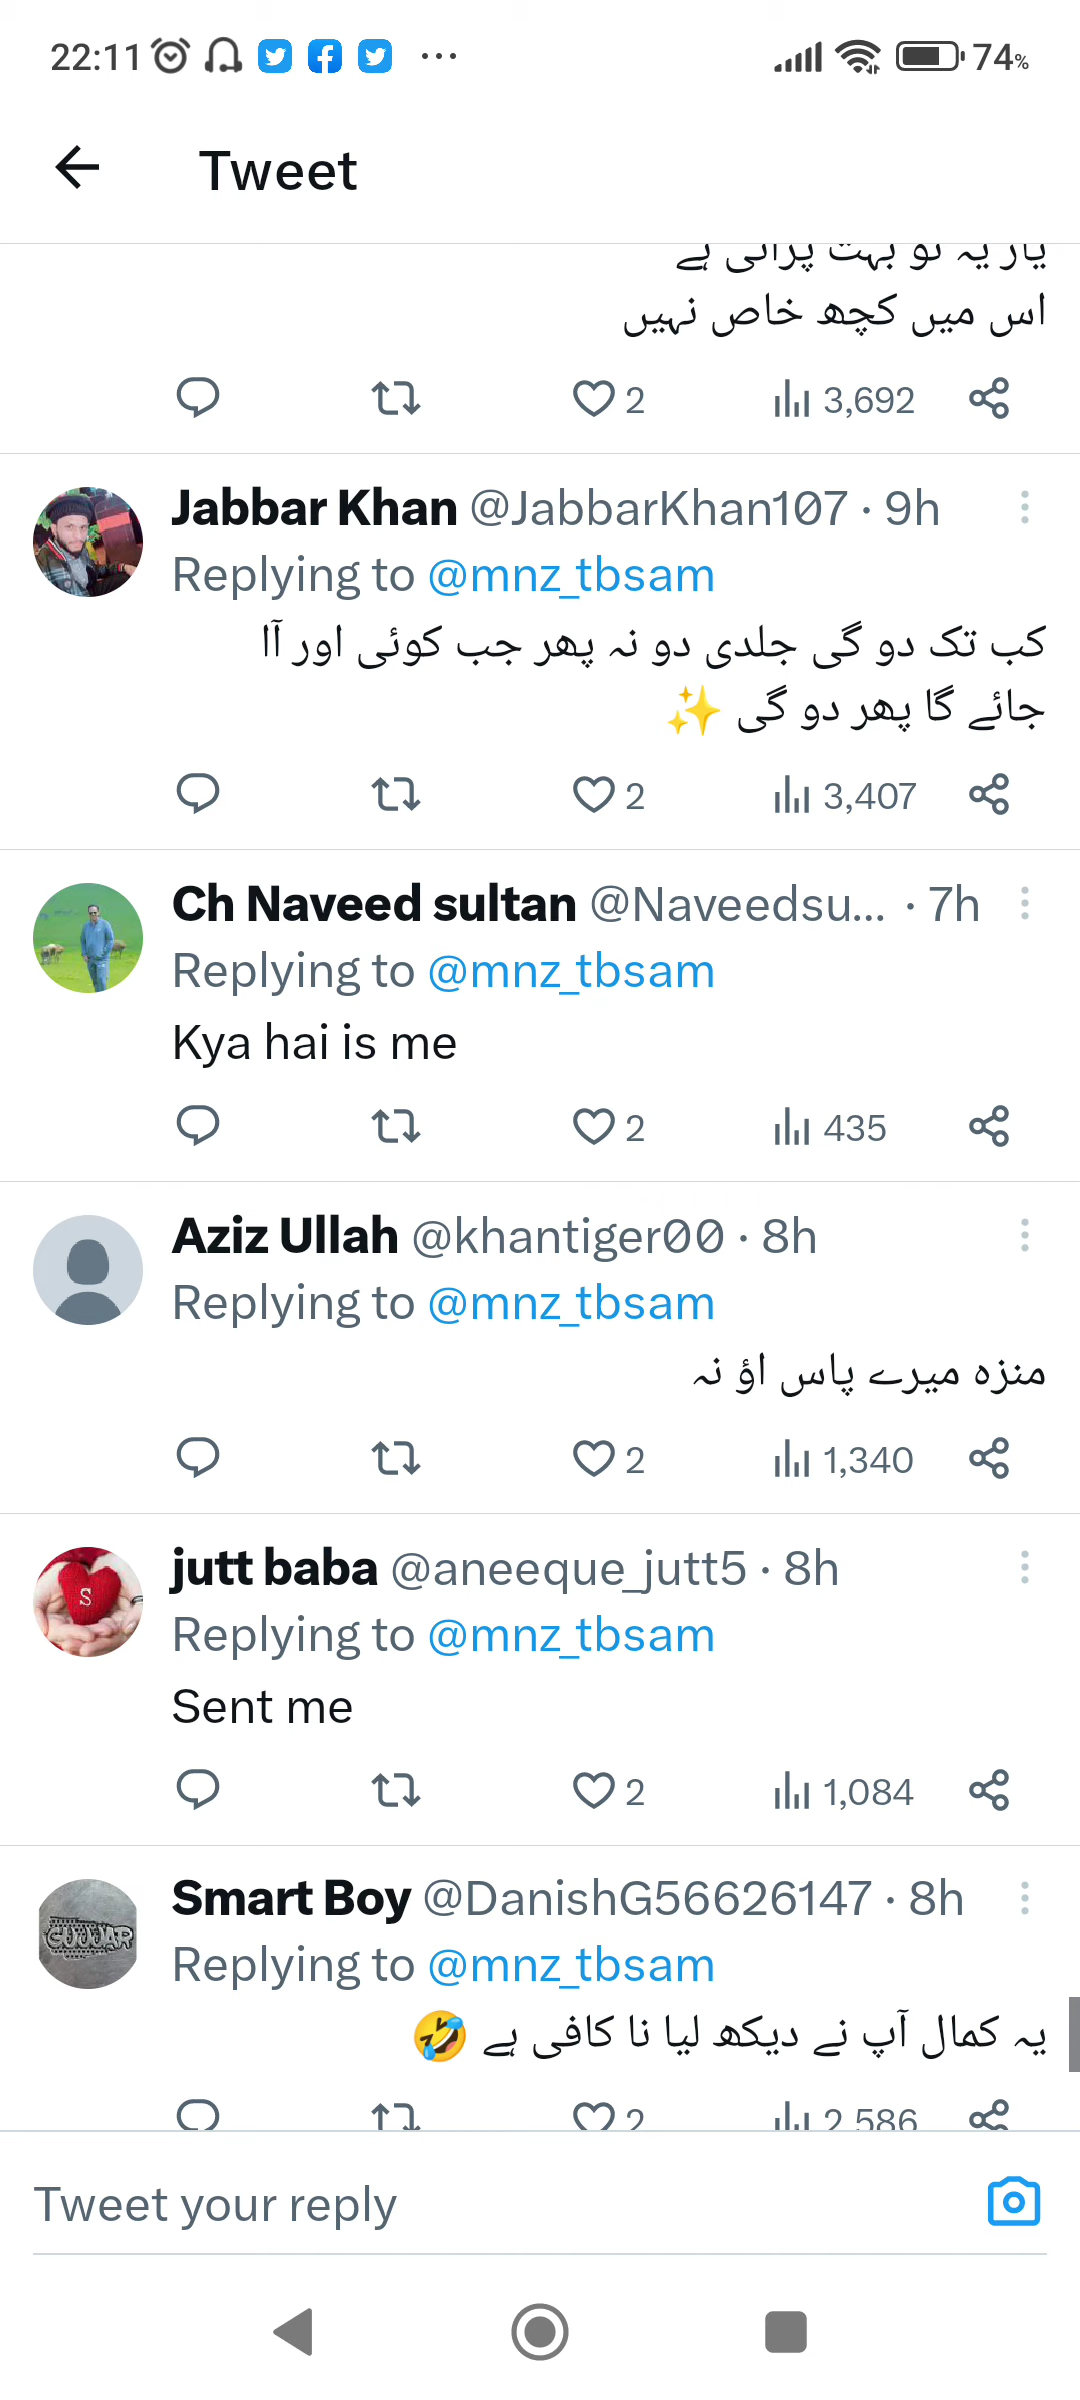 22:11 ... 74%
Tweet
یار یہ تو بہت پرانی ہے
اس میں کچھ خاص نہیں
2 3,692
Jabbar Khan @JabbarKhan107 · 9h
Replying to @mnz_tbsam
کب تک دو گی جلدی دو نہ پھر جب کوئی اور آا
جائے گا پھر دو گی ✨
2 3,407
Ch Naveed sultan @Naveedsu... · 7h
Replying to @mnz_tbsam
Kya hai is me
2 435
Aziz Ullah @khantiger00 · 8h
Replying to @mnz_tbsam
منزہ میرے پاس اؤ نہ
2 1,340
jutt baba @aneeque_jutt5 · 8h
Replying to @mnz_tbsam
S
Sent me
2 1,084
Smart Boy @DanishG56626147 · 8h
GUJJAR
Replying to @mnz_tbsam
یہ کمال آپ نے دیکھ لیا نا کافی ہے 🤣
2 2,586
Tweet your reply